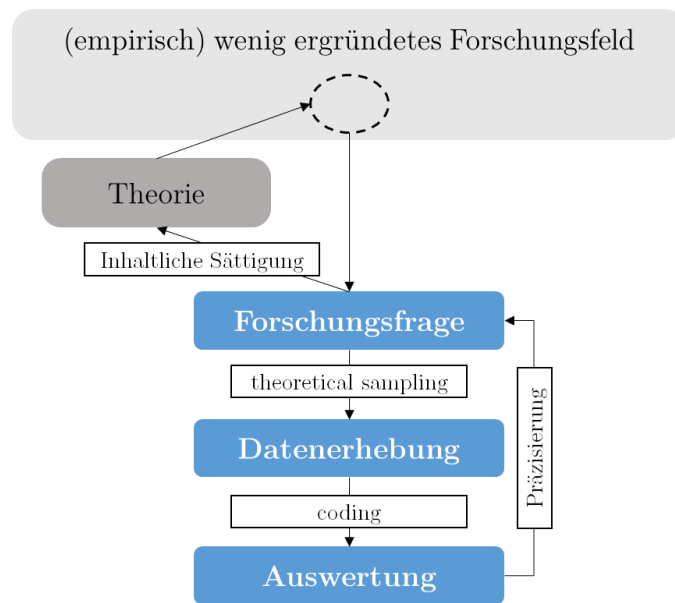 (empirisch) wenig ergründetes Forschungsfeld
Theorie
Inhaltliche Sättigung
Forschungsfrage
theoretical sampling
Präzisierung
Datenerhebung
coding
Auswertung